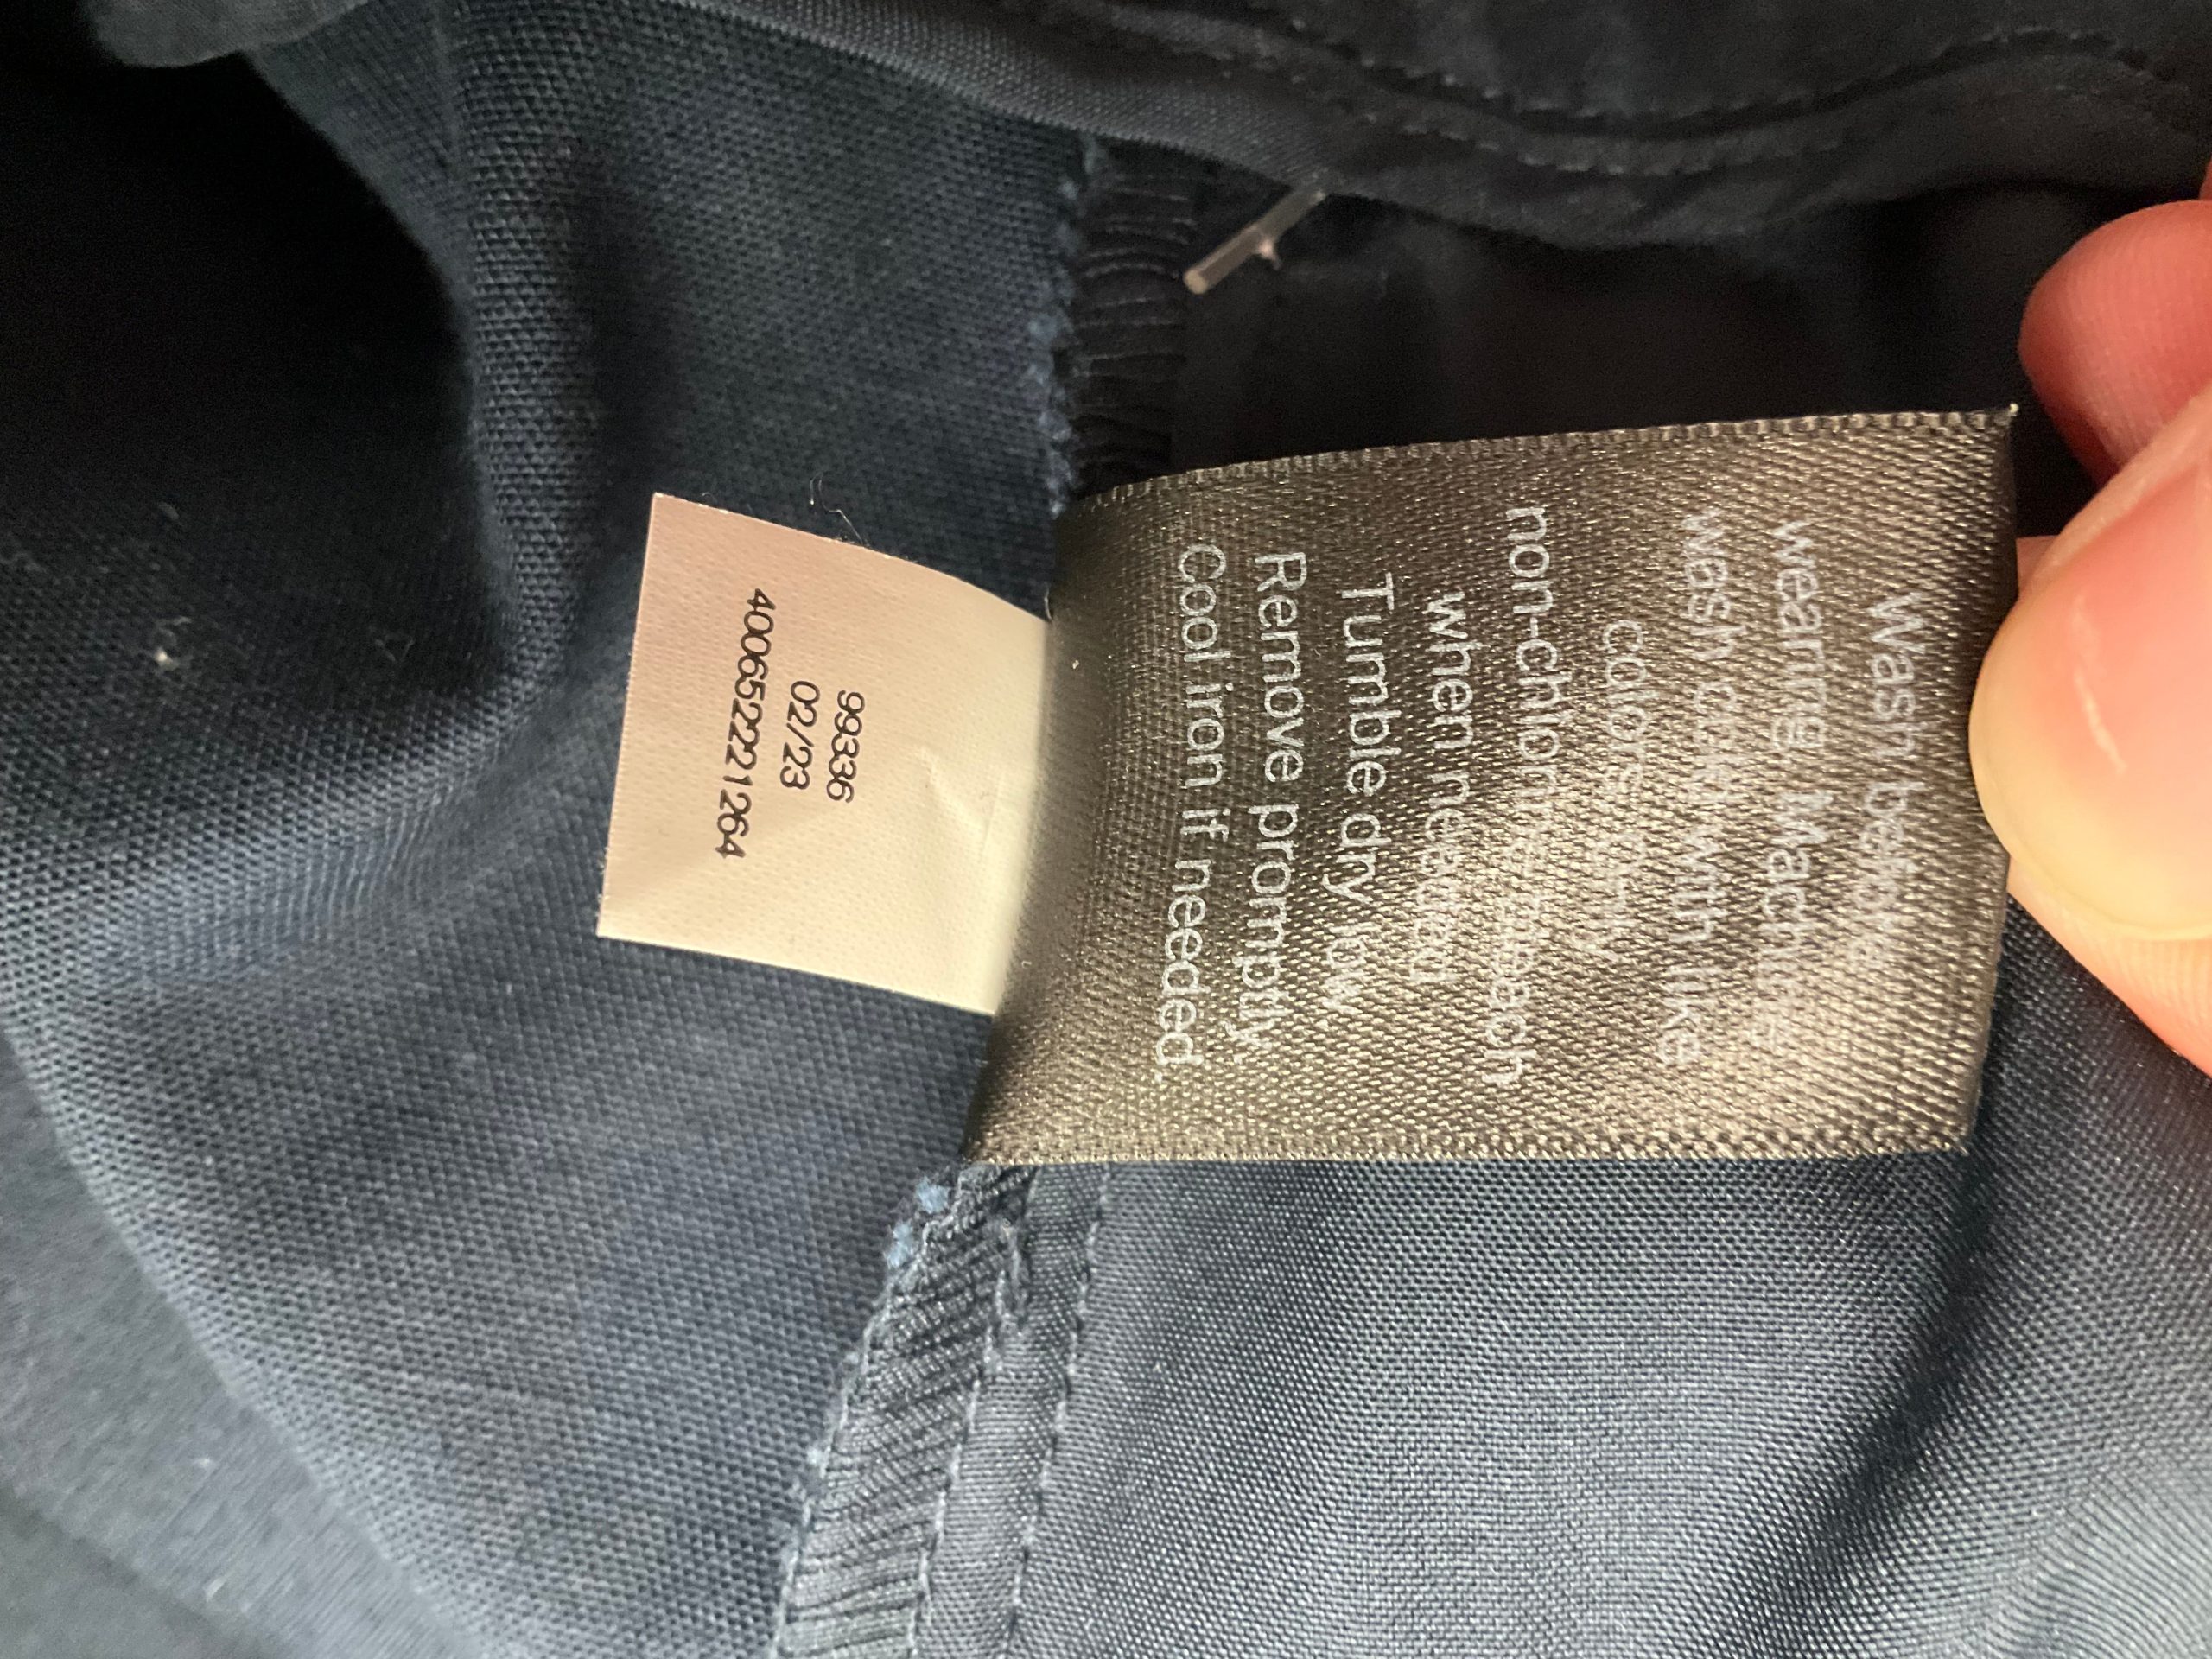 Wash before
wearing. Machine
wash cold with like
colors. Only
non-chlorine bleach
when needed
Tumble dry low.
Remove promptly.
Cool iron if needed.
99336
02/23
400652221264